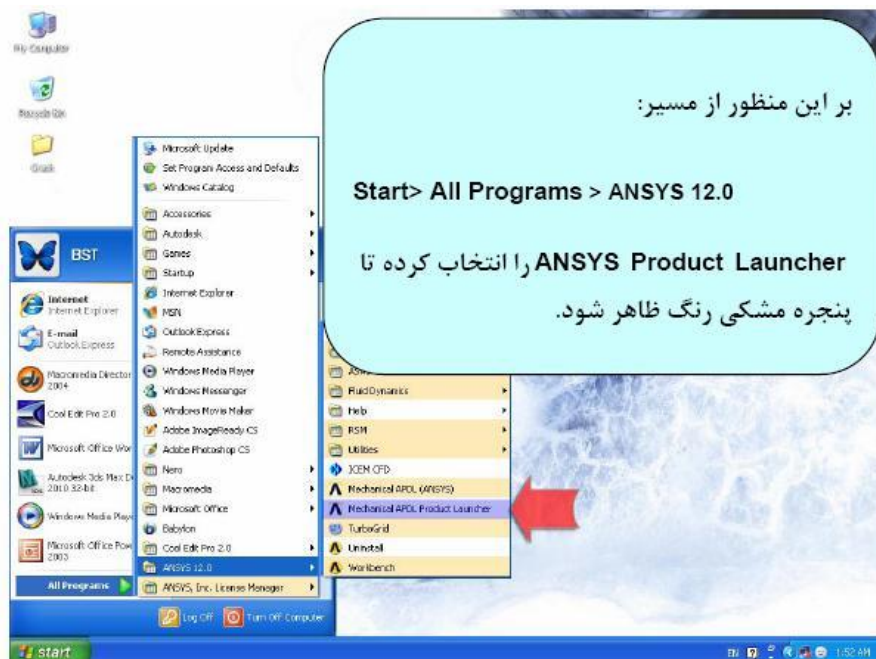 My Computer
Recycle Bin
بر این منظور از مسیر:
Start> All Programs > ANSYS 12.0
ANSYS Product Launcher را انتخاب کرده تا
پنجره مشکی رنگ ظاهر شود.
BST
Internet
Internet Explorer
E-mail
Outlook Express
Macromedia Director
2004
Cool Edit Pro 2.0
Microsoft Office Wor
Autodesk 3ds Max D
2010 32-bit
Windows Media Playe
Microsoft Office Pow
2003
All Programs
Microsoft Update
Set Program Access and Defaults
Windows Catalog
Accessories
Autodesk
Games
Startup
Internet Explorer
MSN
Outlook Express
Remote Assistance
Windows Media Player
Windows Messenger
Windows Movie Maker
Adobe ImageReady CS
Adobe Photoshop CS
Nero
Macromedia
Microsoft Office
Babylon
Cool Edit Pro 2.0
ANSYS 12.0
ANSYS, Inc. License Manager
Fluid Dynamics
Help
RSM
Utilities
ICEM CFD
Mechanical APDL (ANSYS)
Mechanical APDL Product Launcher
TurboGrid
Uninstall
Workbench
Log Off
Turn Off Computer
start
EN
1:52 AM